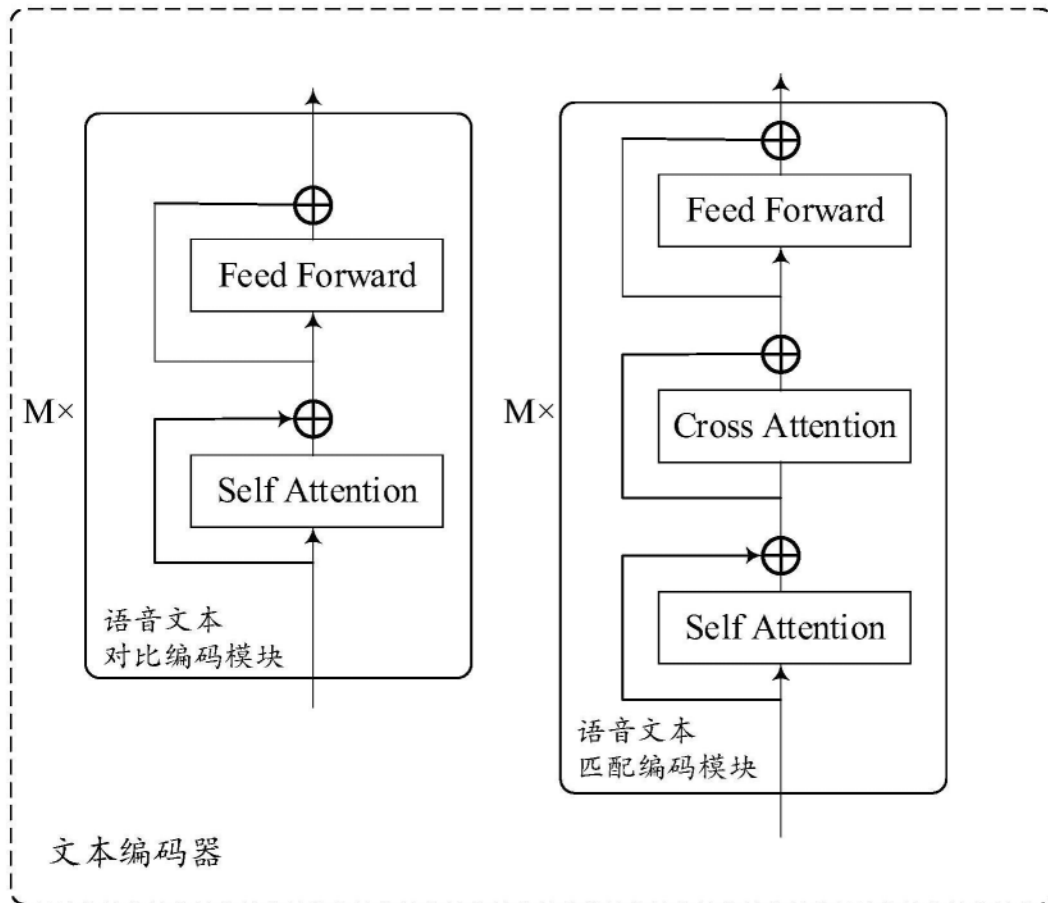 M×
Feed Forward
Self Attention
语音文本
对比编码模块
M×
Feed Forward
Cross Attention
Self Attention
语音文本
匹配编码模块
文本编码器